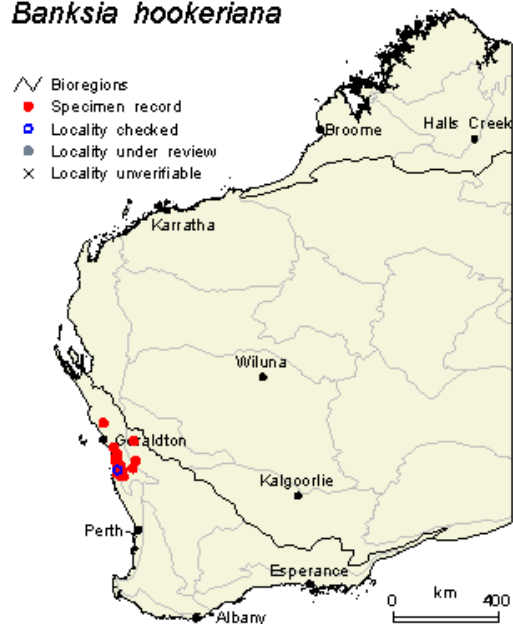 Banksia hookeriana
Bioregions
Specimen record
Locality checked
Locality under review
Locality unverifiable
Broome
Halls Creek
Karratha
Wiluna
Geraldton
Kalgoorlie
Perth
Esperance
km
0 400
Albany